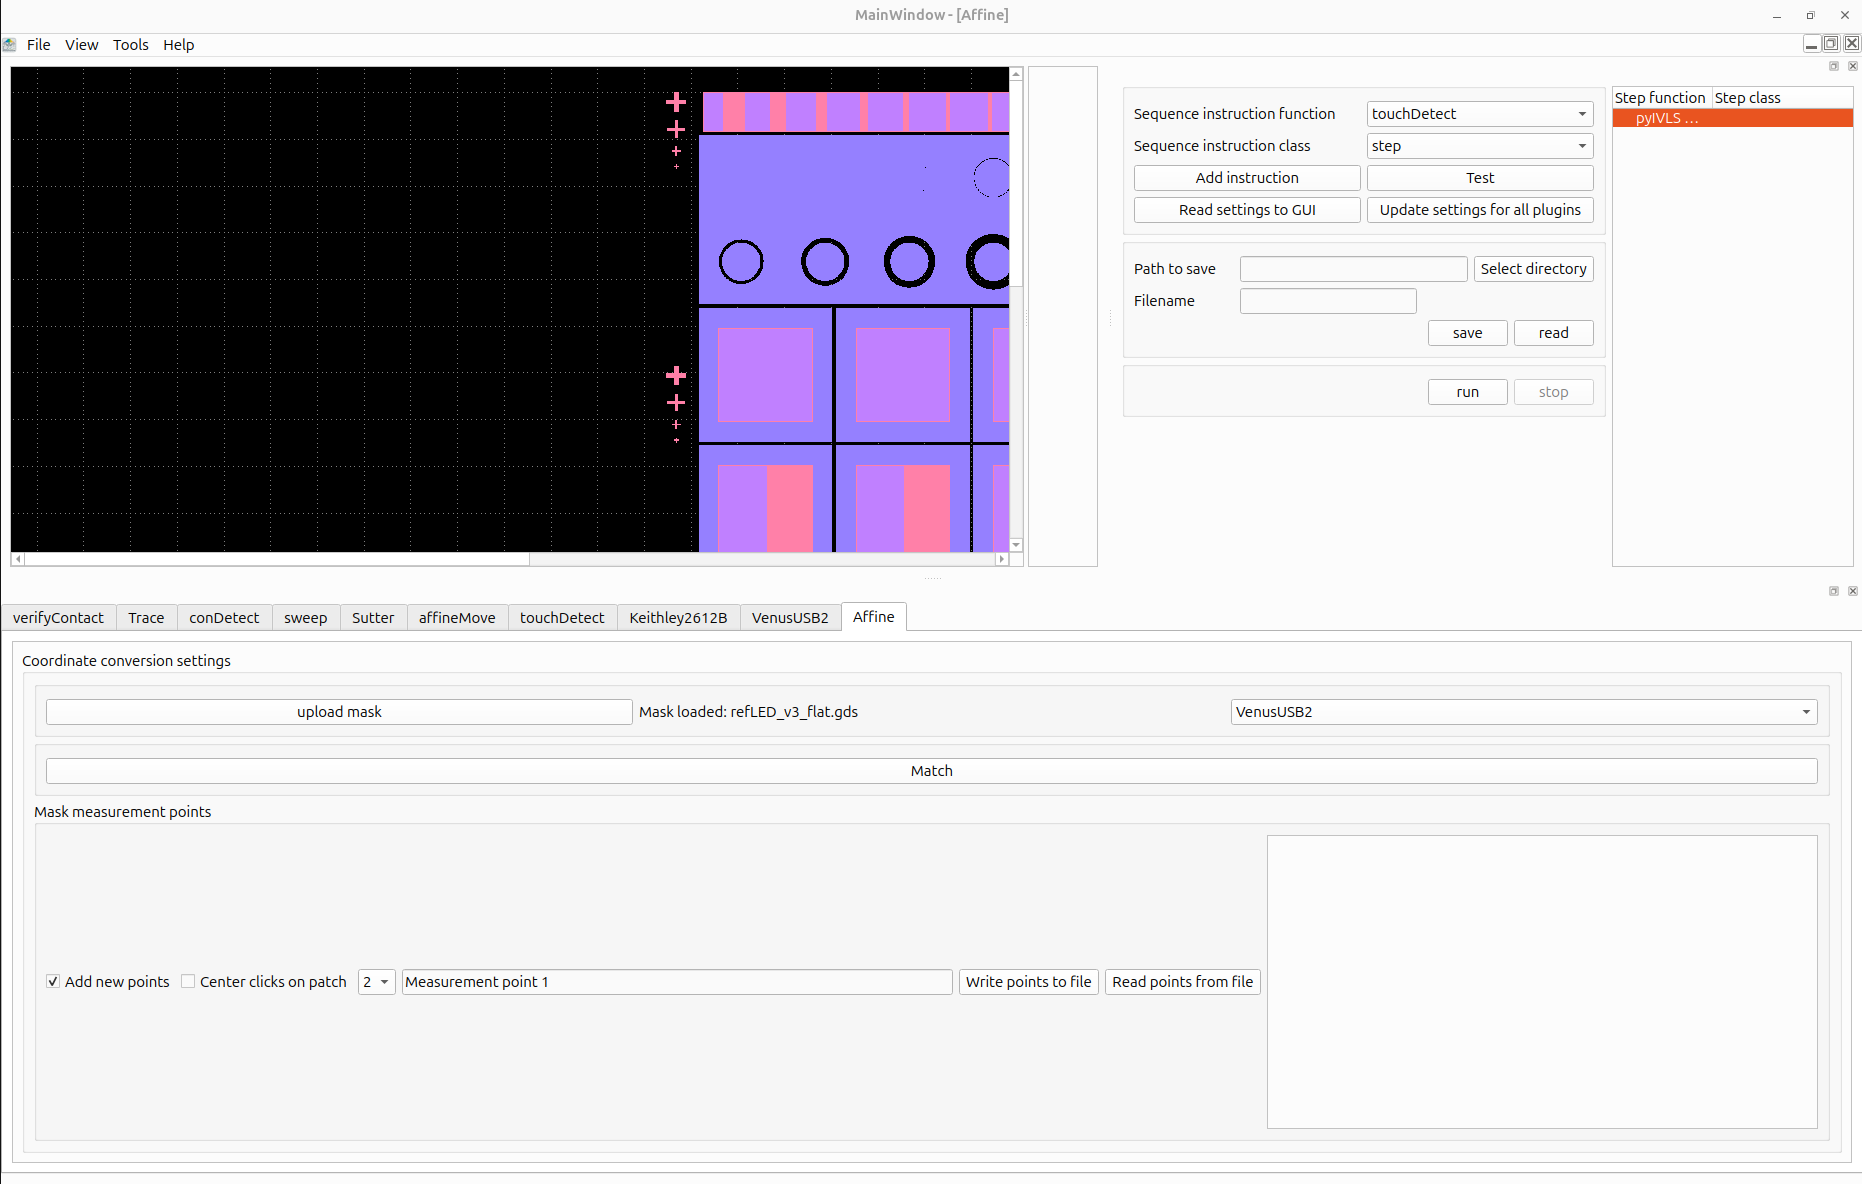 MainWindow - [Affine]
File View Tools Help
Sequence instruction function touchDetect
Sequence instruction class step
Add instruction Test
Read settings to GUI Update settings for all plugins
Path to save Select directory
Filename
save read
run stop
Step function Step class
pyIVLS ...
verifyContact Trace conDetect sweep Sutter affineMove touchDetect Keithley2612B VenusUSB2 Affine
Coordinate conversion settings
upload mask Mask loaded: refLED_v3_flat.gds VenusUSB2
Match
Mask measurement points
Add new points Center clicks on patch 2 Measurement point 1 Write points to file Read points from file